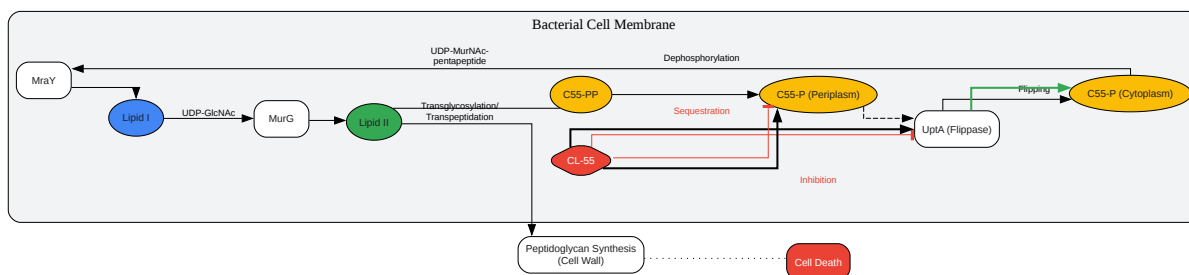 Bacterial Cell Membrane
UDP-MurNAc-
pentapeptide
Dephosphorylation
MraY
C55-PP
C55-P (Periplasm)
Flipping
C55-P (Cytoplasm)
Lipid I
UDP-GlcNAc
MurG
Lipid II
Transglycosylation/
Transpeptidation
Sequestration
UptA (Flippase)
CL-55
Inhibition
Peptidoglycan Synthesis
(Cell Wall)
Cell Death